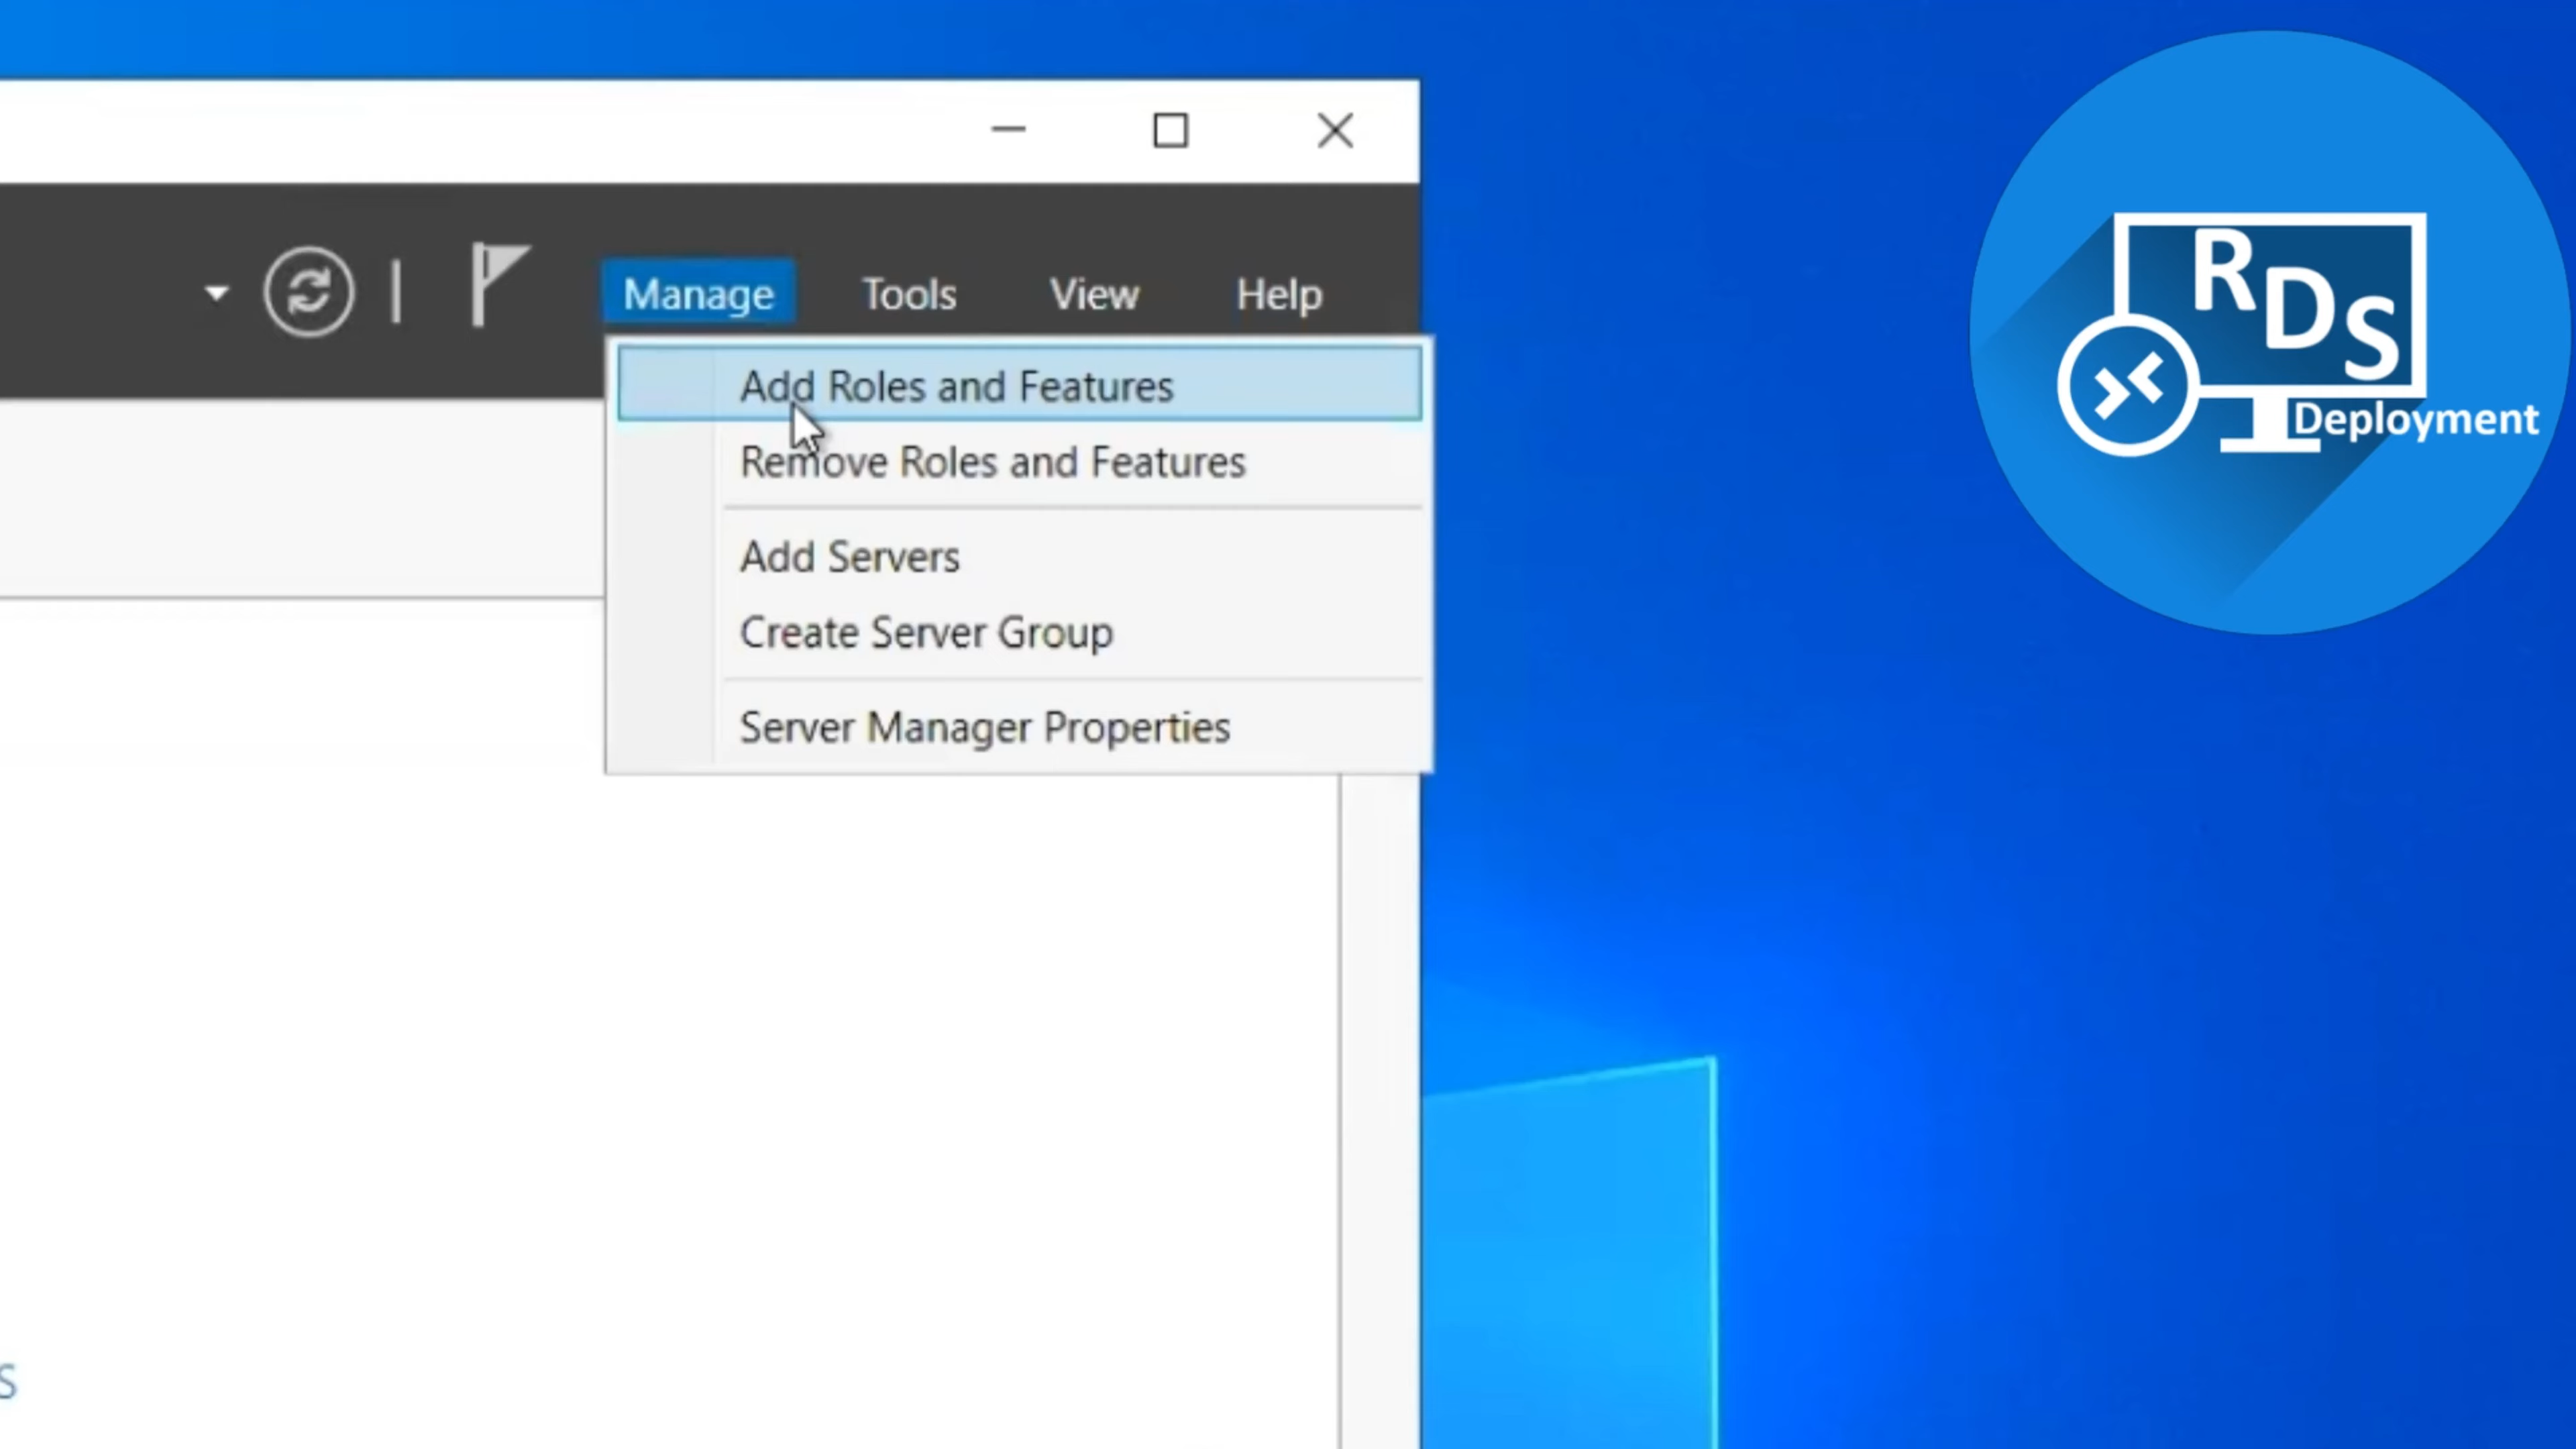 Manage Tools View Help
Add Roles and Features
Remove Roles and Features
Add Servers
Create Server Group
Server Manager Properties
RDS
Deployment
s